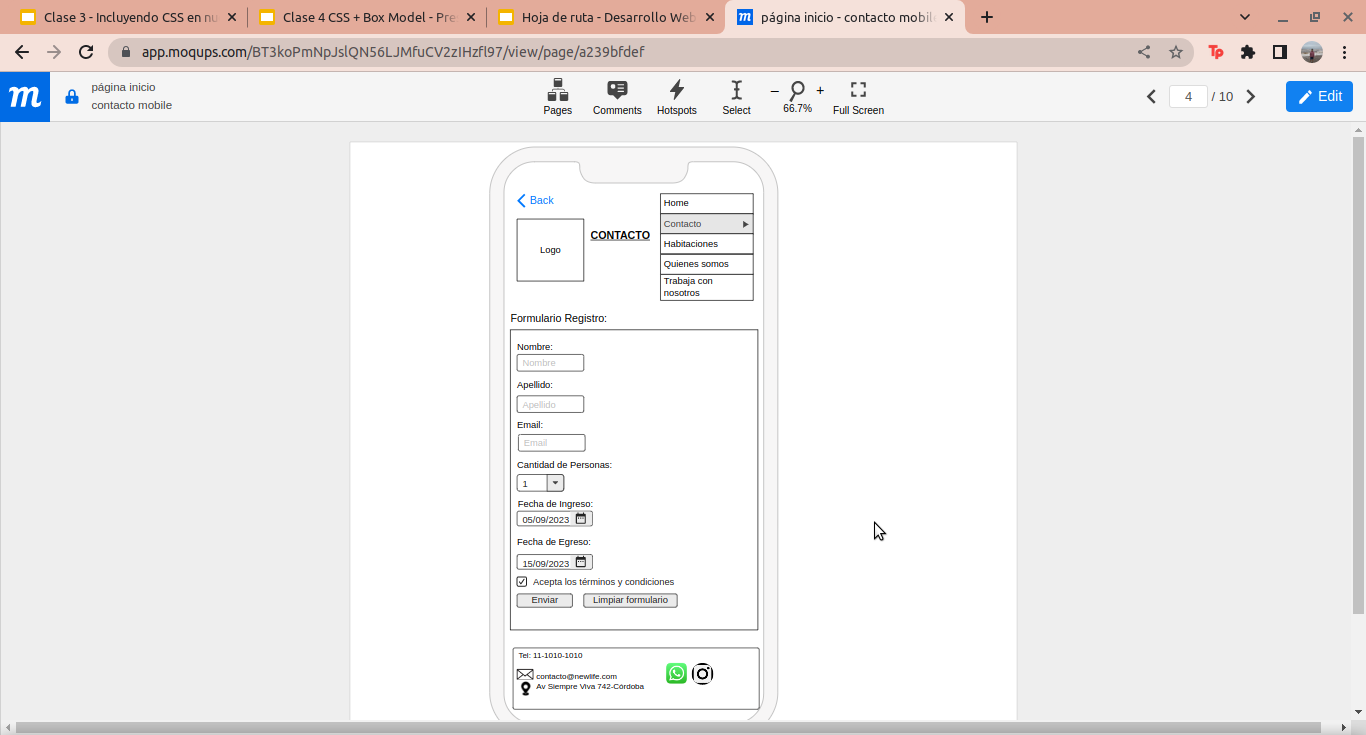 Clase 3 - Incluyendo CSS en nu
Clase 4 CSS + Box Model - Pre
Hoja de ruta - Desarrollo Web
página inicio - contacto mobile
app.moqups.com/BT3koPmNpJslQN56LJMfuCV2zIHzfl97/view/page/a239bfdef
Tp
m
página inicio
contacto mobile
Pages
Comments
Hotspots
Select
– +
66.7%
Full Screen
4 / 10
Edit
Back
Logo
CONTACTO
Home
Contacto
Habitaciones
Quienes somos
Trabaja con
nosotros
Formulario Registro:
Nombre:
Nombre
Apellido:
Apellido
Email:
Email
Cantidad de Personas:
1
Fecha de Ingreso:
05/09/2023
Fecha de Egreso:
15/09/2023
Acepta los términos y condiciones
Enviar
Limpiar formulario
Tel: 11-1010-1010
contacto@newlife.com
Av Siempre Viva 742-Córdoba